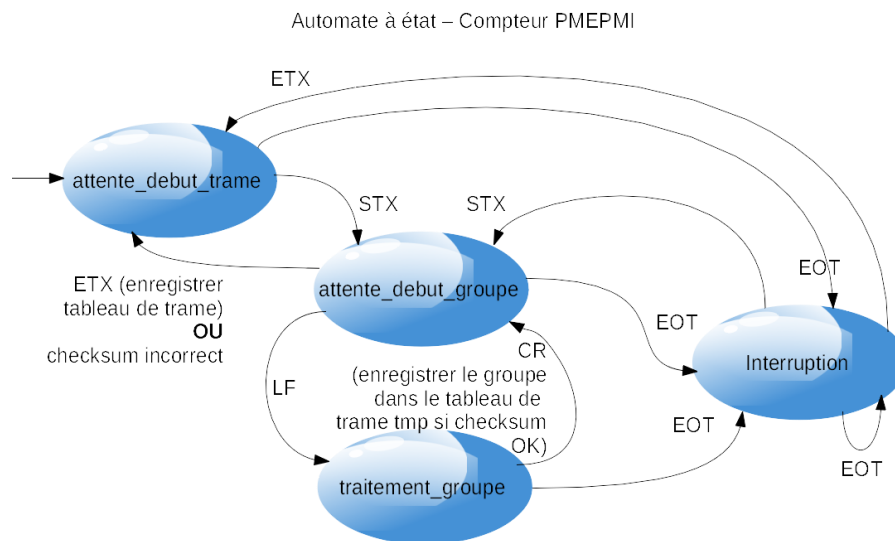 Automate à état – Compteur PMEPMI
ETX
attente_debut_trame
STX
STX
ETX (enregistrer
tableau de trame)
OU
checksum incorrect
attente_debut_groupe
EOT
EOT
Interruption
LF
CR
(enregistrer le groupe
dans le tableau de
trame tmp si checksum
OK)
EOT
EOT
traitement_groupe